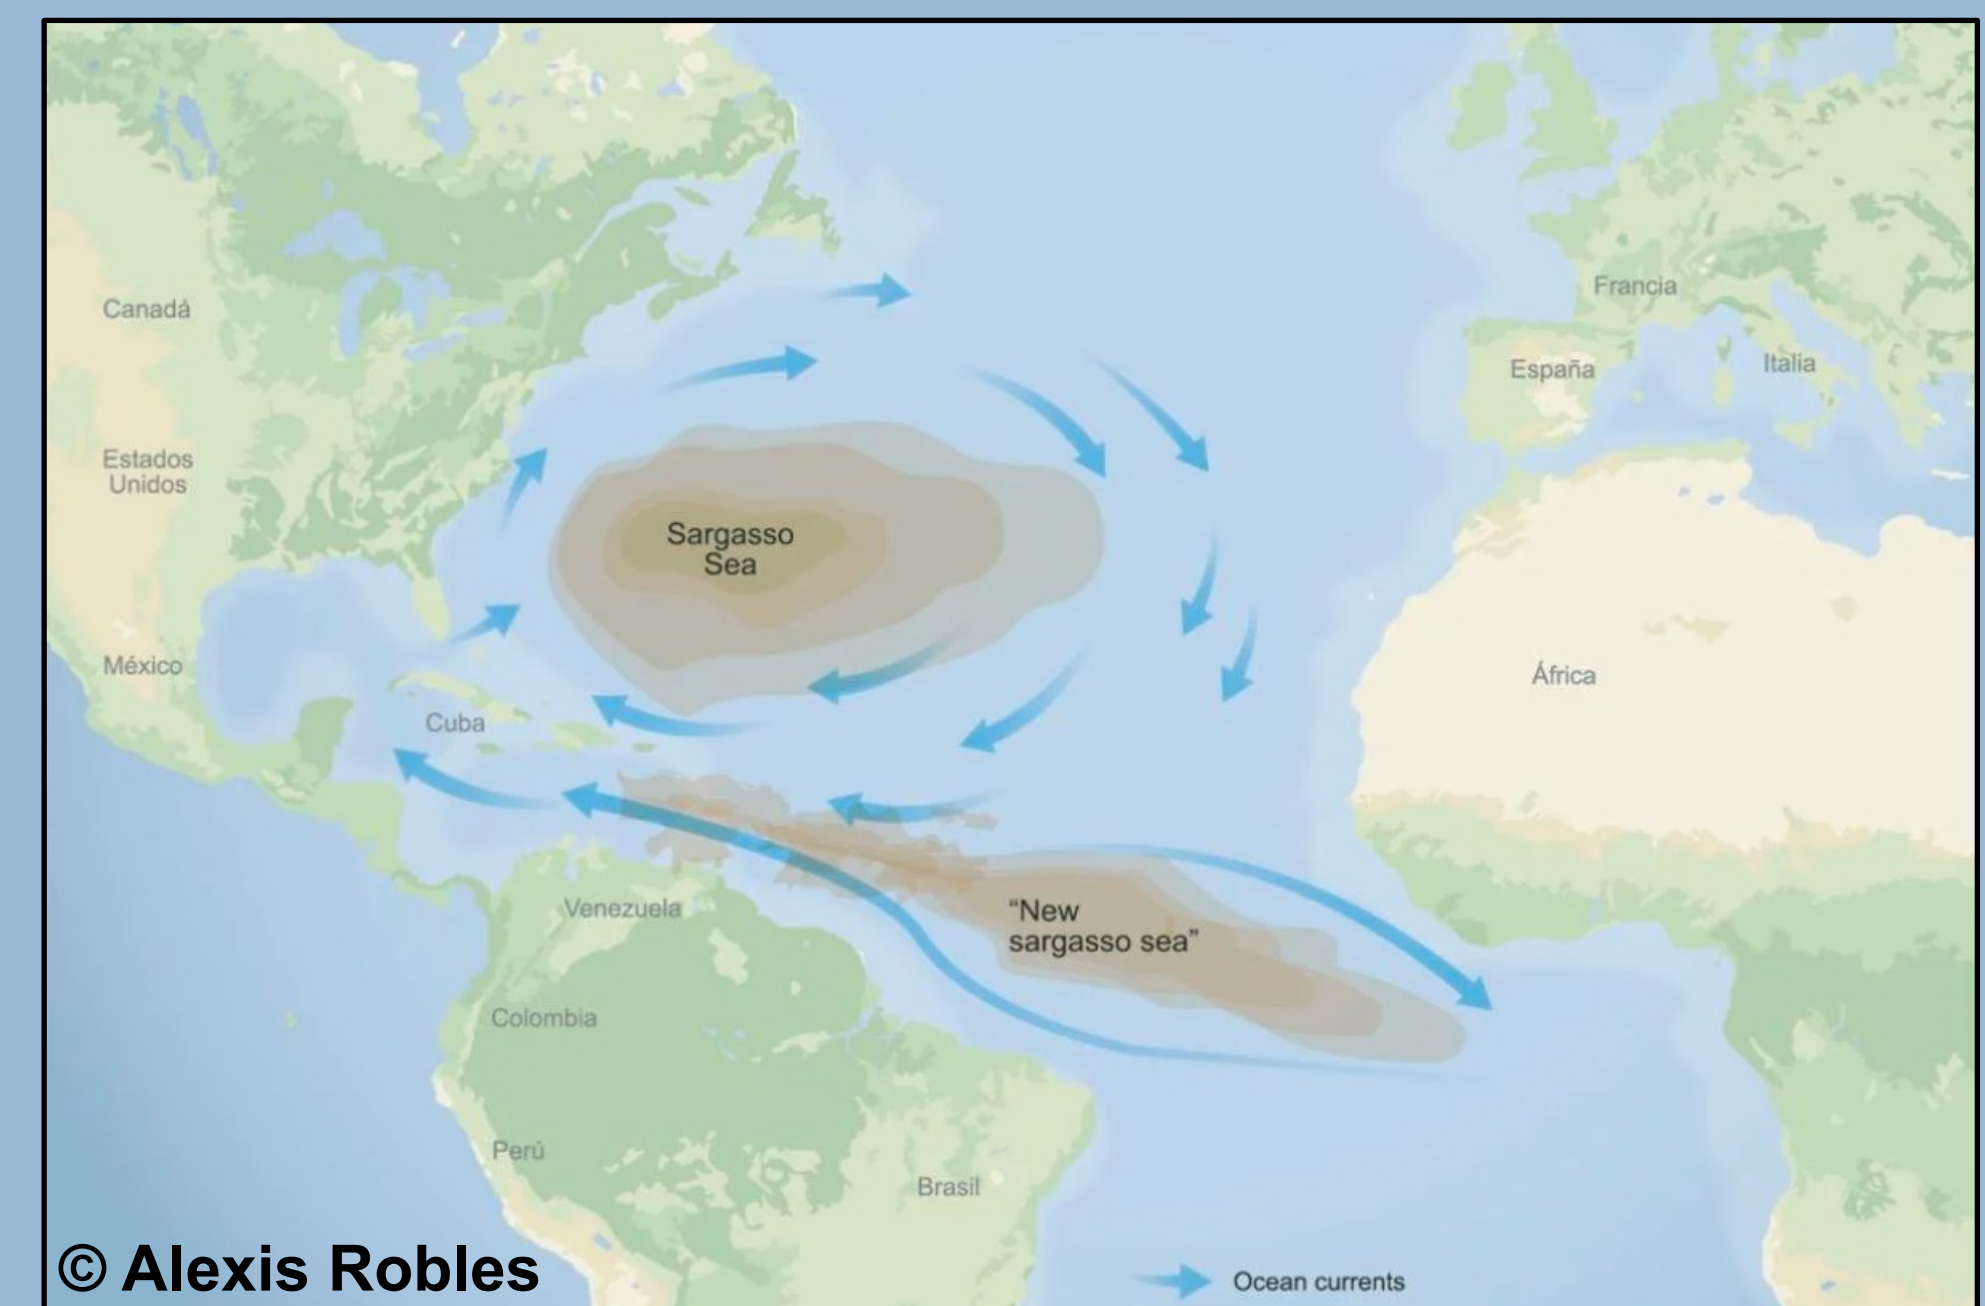 Canadá
Francia
España
Italia
Estados
Unidos
Sargasso
Sea
México
África
Cuba
Venezuela
“New
sargasso sea”
Colombia
Perú
Brasil
© Alexis Robles
Ocean currents